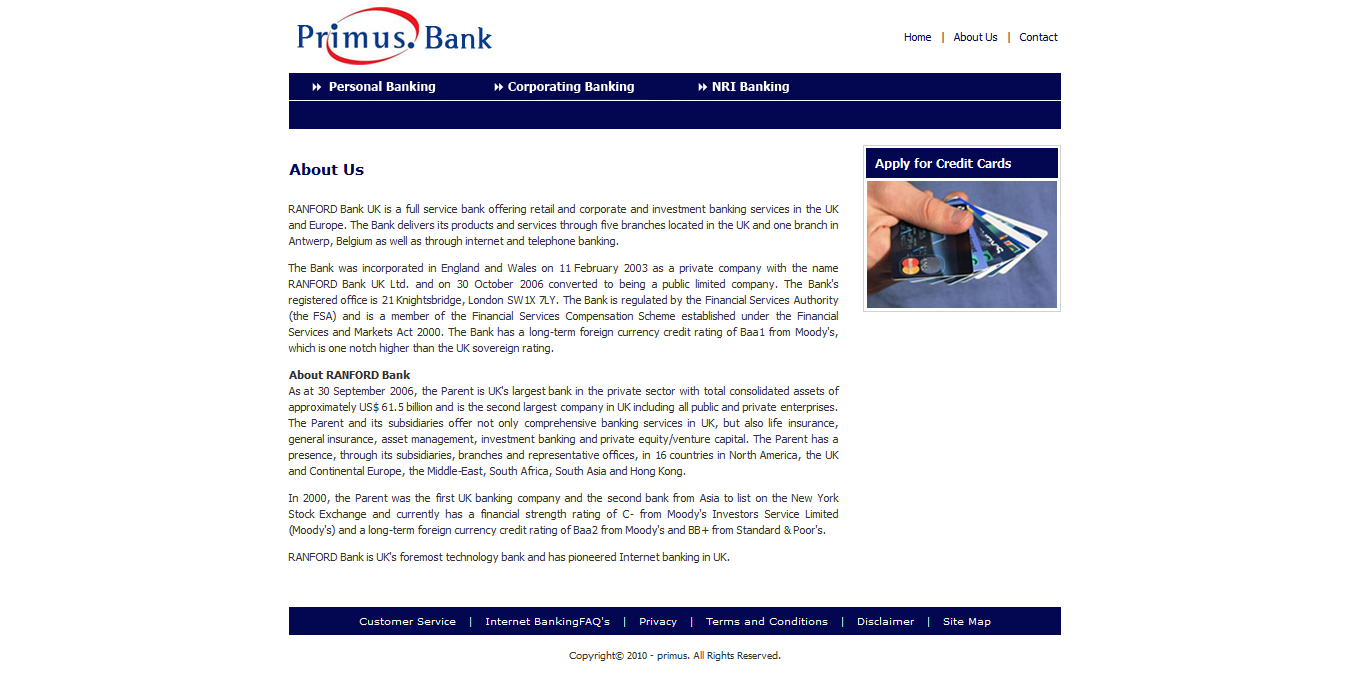 Primus. Bank
Home | About Us | Contact
Personal Banking Corporating Banking NRI Banking
About Us
RANFORD Bank UK is a full service bank offering retail and corporate and investment banking services in the UK
and Europe. The Bank delivers its products and services through five branches located in the UK and one branch in
Antwerp, Belgium as well as through internet and telephone banking.
The Bank was incorporated in England and Wales on 11 February 2003 as a private company with the name
RANFORD Bank UK Ltd. and on 30 October 2006 converted to being a public limited company. The Bank's
registered office is 21 Knightsbridge, London SW1X 7LY. The Bank is regulated by the Financial Services Authority
(the FSA) and is a member of the Financial Services Compensation Scheme established under the Financial
Services and Markets Act 2000. The Bank has a long-term foreign currency credit rating of Baa1 from Moody's,
which is one notch higher than the UK sovereign rating.
About RANFORD Bank
As at 30 September 2006, the Parent is UK's largest bank in the private sector with total consolidated assets of
approximately US$ 61.5 billion and is the second largest company in UK including all public and private enterprises.
The Parent and its subsidiaries offer not only comprehensive banking services in UK, but also life insurance,
general insurance, asset management, investment banking and private equity/venture capital. The Parent has a
presence, through its subsidiaries, branches and representative offices, in 16 countries in North America, the UK
and Continental Europe, the Middle-East, South Africa, South Asia and Hong Kong.
In 2000, the Parent was the first UK banking company and the second bank from Asia to list on the New York
Stock Exchange and currently has a financial strength rating of C- from Moody's Investors Service Limited
(Moody's) and a long-term foreign currency credit rating of Baa2 from Moody's and BB+ from Standard & Poor's.
RANFORD Bank is UK's foremost technology bank and has pioneered Internet banking in UK.
Apply for Credit Cards
Customer Service | Internet BankingFAQ's | Privacy | Terms and Conditions | Disclaimer | Site Map
Copyright© 2010 - primus. All Rights Reserved.